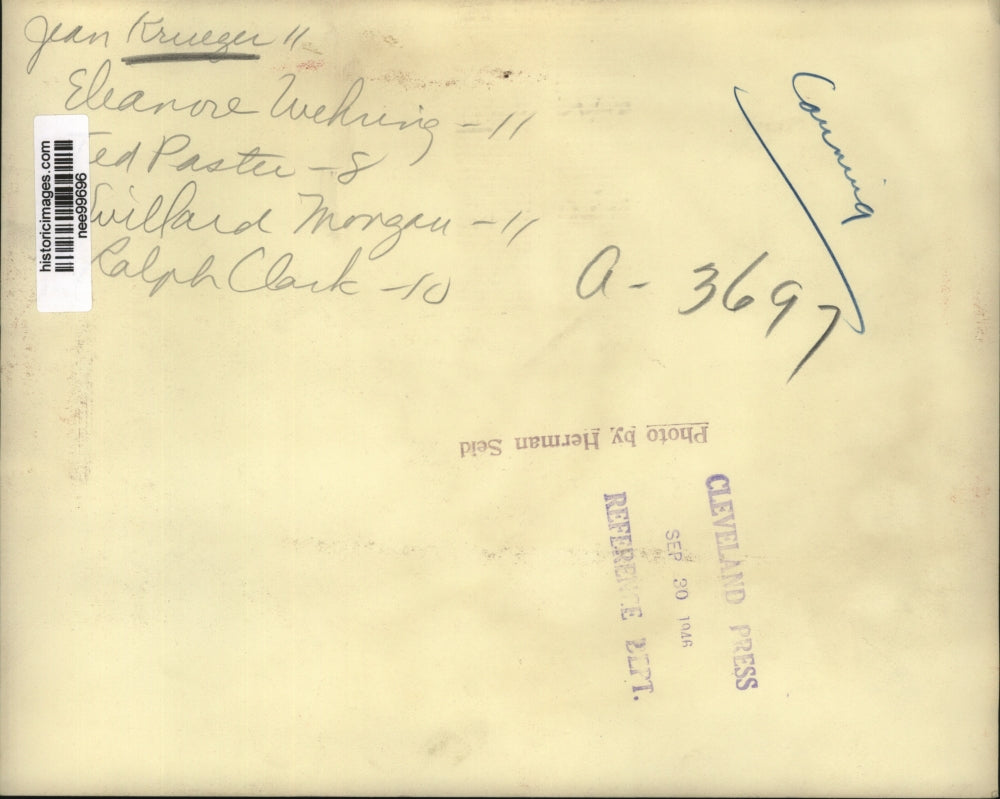 Jean Krueger 11
Eleanore Wehring - 11
Ted Paster - 8
Willard Morgan - 11
Ralph Clark - 10
historicimages.com
nee99696
Canning
A- 3697
Photo by Herman Seid
CLEVELAND PRESS
SEP 30 1946
REFERENCE DEPT.